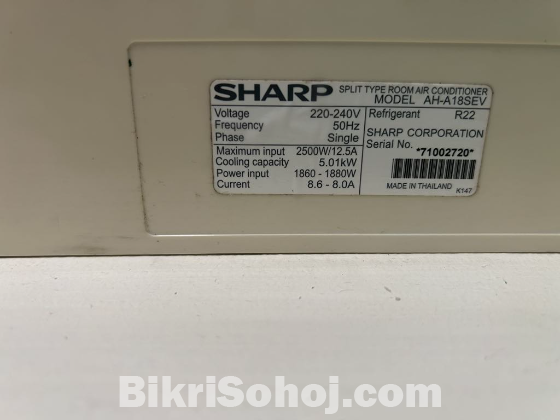 SHARP SPLIT TYPE ROOM AIR CONDITIONER
MODEL AH-A18SEV
Voltage 220-240V
Frequency 50Hz
Phase Single
Maximum input 2500W/12.5A
Cooling capacity 5.01kW
Power input 1860 - 1880W
Current 8.6 - 8.0A
Refrigerant R22
SHARP CORPORATION
Serial No. *71002720*
MADE IN THAILAND K147
BikriSohoj.com